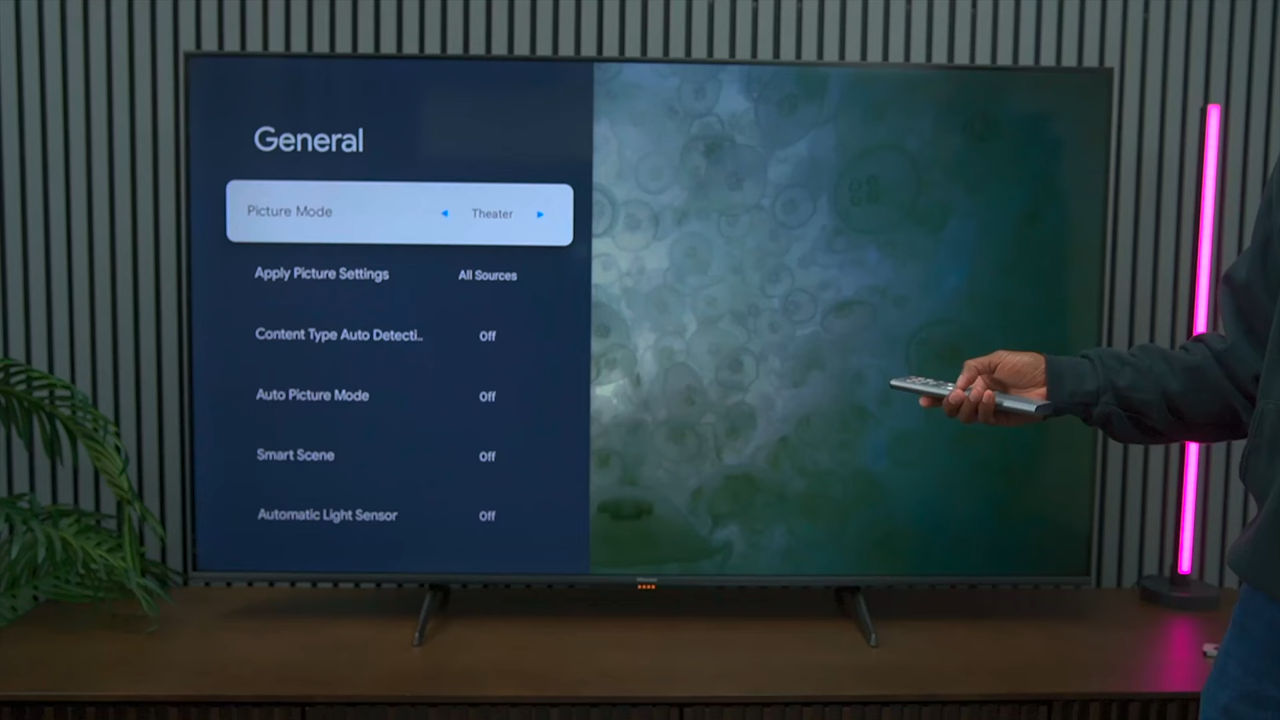 General
Picture Mode ◀ Theater ▶
Apply Picture Settings All Sources
Content Type Auto Detecti.. Off
Auto Picture Mode Off
Smart Scene Off
Automatic Light Sensor Off